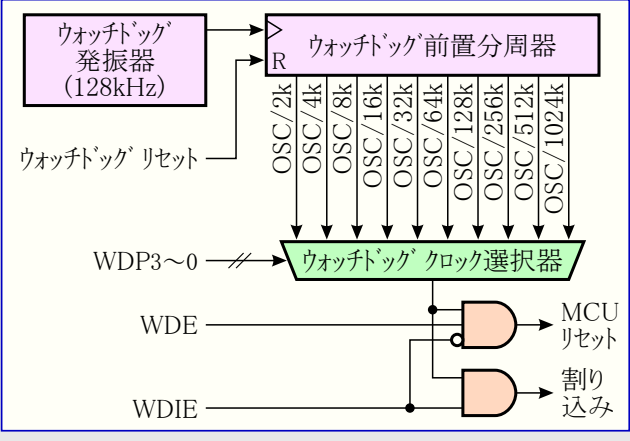 ウォッチドッグ
発振器
(128kHz)
ウォッチドッグ前置分周器
R
ウォッチドッグ リセット
OSC/2k
OSC/4k
OSC/8k
OSC/16k
OSC/32k
OSC/64k
OSC/128k
OSC/256k
OSC/512k
OSC/1024k
WDP3～0
ウォッチドッグ クロック選択器
WDE
MCU
リセット
WDIE
割り
込み